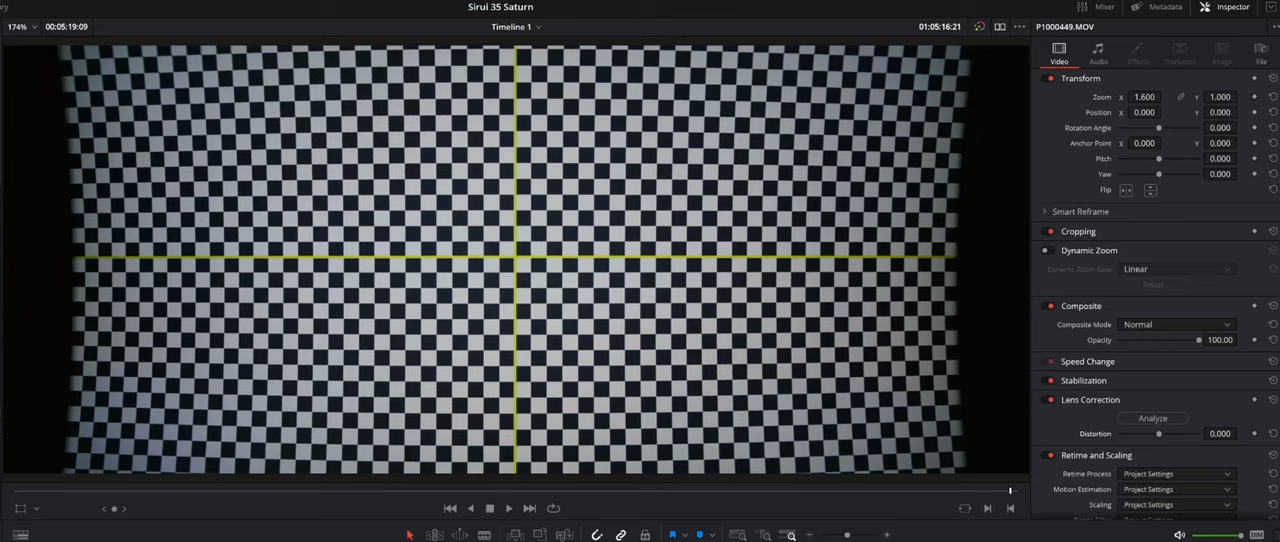 ry
Sirui 35 Saturn
Mixer
Metadata
Inspector
174%
00:05:19:09
Timeline 1
01:05:16:21
P1000449.MOV
Video
Audio
Effects
Transition
Image
File
Transform
Zoom X 1.600 Y 1.000
Position X 0.000 Y 0.000
Rotation Angle 0.000
Anchor Point X 0.000 Y 0.000
Pitch 0.000
Yaw 0.000
Flip
Smart Reframe
Cropping
Dynamic Zoom
Dynamic Zoom Ease Linear
Swap
Composite
Composite Mode Normal
Opacity 100.00
Speed Change
Stabilization
Lens Correction
Analyze
Distortion 0.000
Retime and Scaling
Retime Process Project Settings
Motion Estimation Project Settings
Scaling Project Settings
DIM